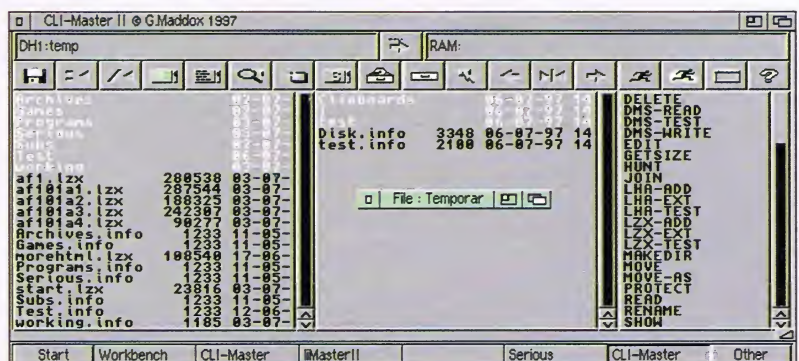 CLI-Master II © G.Maddox 1997
DH1:temp
RAM:
Archives 02-07-
Games
Programs
Serious
Subs
Test
working
af1.lzx 280538 03-07-
af101a1.lzx 287544 03-07-
af101a2.lzx 188325 03-07-
af101a3.lzx 242307 03-07-
af101a4.lzx 90277 03-07-
Archives.info 1233 11-05-
Games.info 1233 11-05-
morehtml.lzx 108540 17-06-
Programs.info 1233 11-05-
Serious.info 1233 11-05-
start.lzx 23816 03-07-
Subs.info 1233 11-05-
Test.info 1233 12-06-
working.info 1185 03-07-
Clipboards 06-07-97 14
Test
Disk.info 3348 06-07-97 14
test.info 2100 06-07-97 14
File : Temporar
DELETE
DMS-READ
DMS-TEST
DMS-WRITE
EDIT
GETSIZE
HUNT
JOIN
LHA-ADD
LHA-EXT
LHA-TEST
LZX-ADD
LZX-EXT
LZX-TEST
MAKEDIR
MOVE
MOVE-AS
PROTECT
READ
RENAME
SHOW
Start Workbench CLI-Master MasterII Serious CLI-Master Other